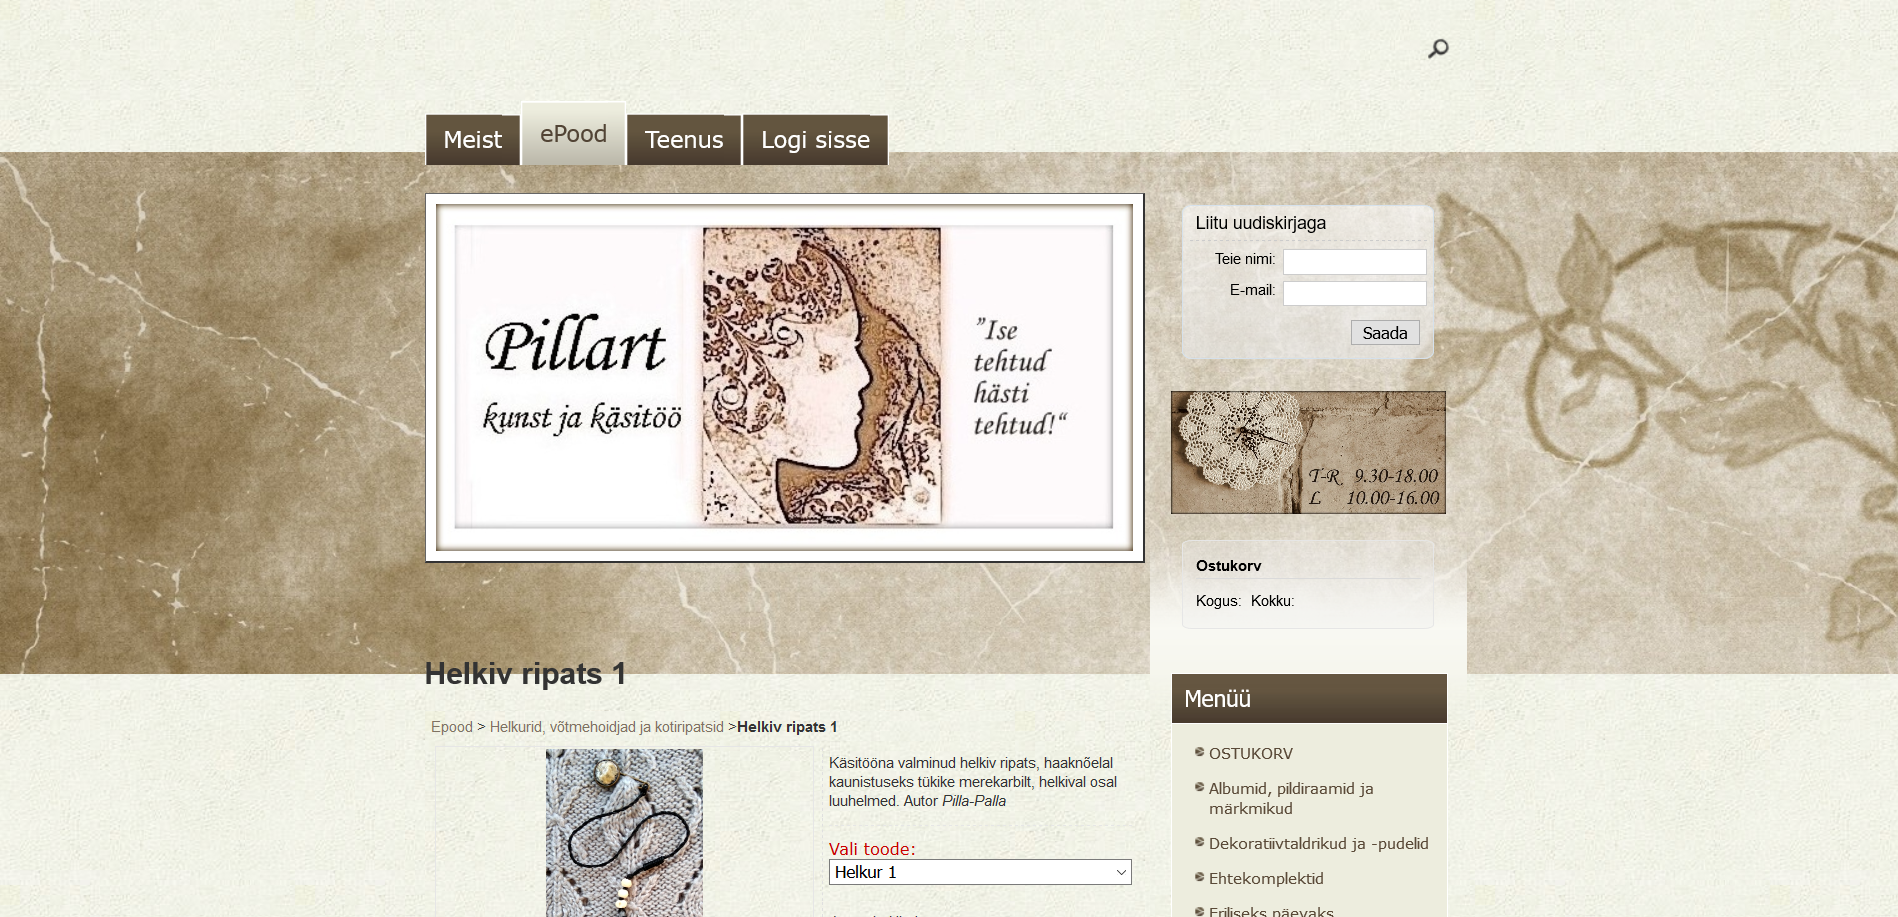 Meist
ePood
Teenus
Logi sisse
Pillart
kunst ja käsitöö
"Ise
tehtud
hästi
tehtud!"
Liitu uudiskirjaga
Teie nimi:
E-mail:
Saada
T-R 9.30-18.00
L 10.00-16.00
Ostukorv
Kogus: Kokku:
Helkiv ripats 1
Epood > Helkurid, võtmehoidjad ja kotiripatsid >Helkiv ripats 1
Käsitööna valminud helkiv ripats, haaknõelal
kaunistuseks tükike merekarbilt, helkival osal
luuhelmed. Autor Pilla-Palla
Vali toode:
Helkur 1
Menüü
OSTUKORV
Albumid, pildiraamid ja
märkmikud
Dekoratiivtaldrikud ja -pudelid
Ehtekomplektid
Eriliseks päevaks